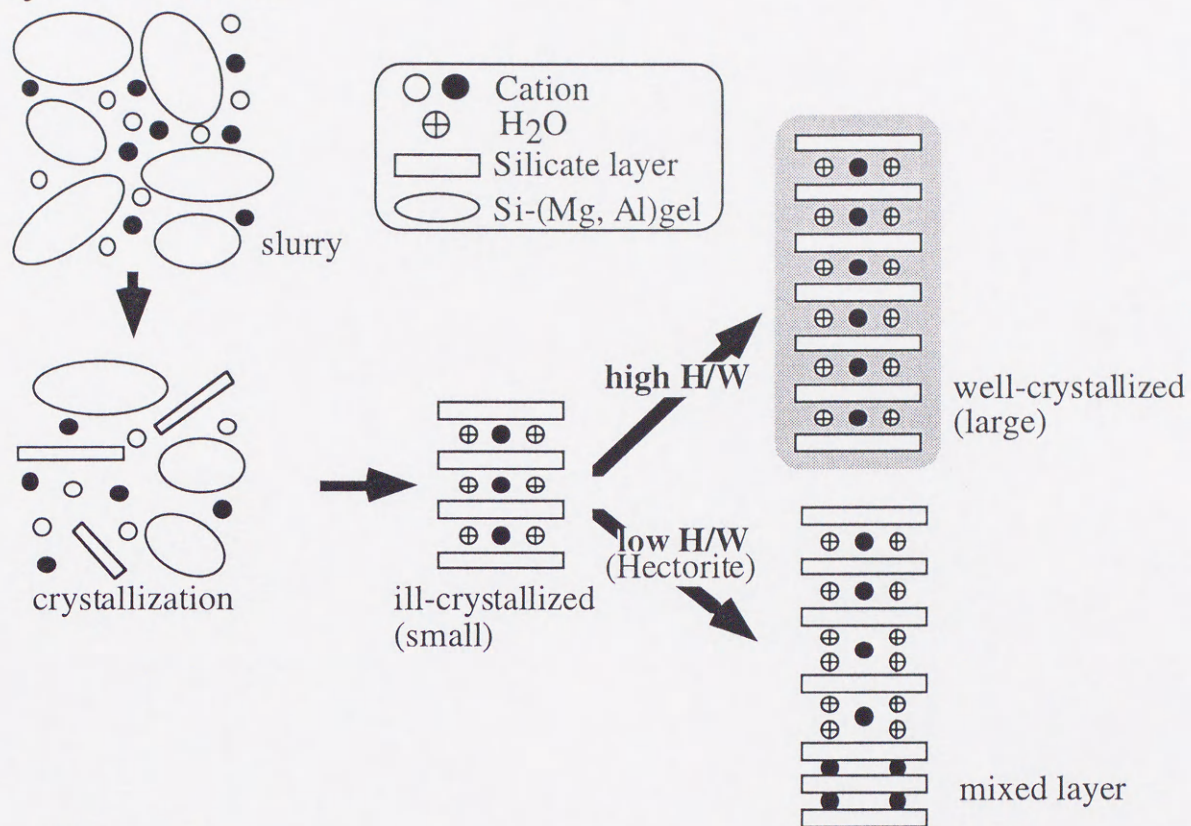 Cation
H₂O
Silicate layer
Si-(Mg, Al)gel
slurry
crystallization
ill-crystallized
(small)
high H/W
low H/W
(Hectorite)
well-crystallized
(large)
mixed layer